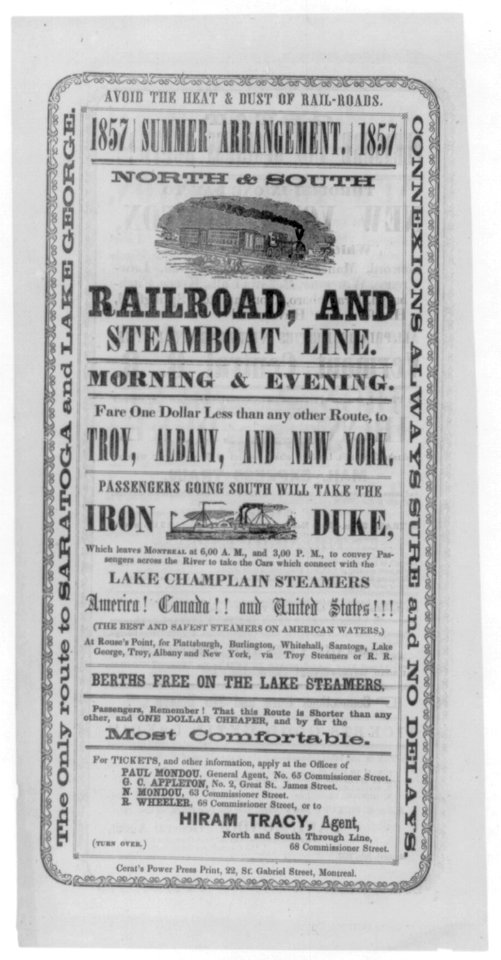 AVOID THE HEAT & DUST OF RAIL-ROADS.
1857 SUMMER ARRANGEMENT. 1857
NORTH & SOUTH
RAILROAD, AND
STEAMBOAT LINE.
MORNING & EVENING.
Fare One Dollar Less than any other Route, to
TROY, ALBANY, AND NEW YORK,
PASSENGERS GOING SOUTH WILL TAKE THE
IRON DUKE,
Which leaves MONTREAL at 6,00 A. M., and 3,00 P. M., to convey Pas-
sengers across the River to take the Cars which connect with the
LAKE CHAMPLAIN STEAMERS
America! Canada!! and United States!!!
(THE BEST AND SAFEST STEAMERS ON AMERICAN WATERS,)
At Rouse's Point, for Plattsburgh, Burlington, Whitehall, Saratoga, Lake
George, Troy, Albany and New York, via Troy Steamers or R. R.
BERTHS FREE ON THE LAKE STEAMERS.
Passengers, Remember! That this Route is Shorter than any
other, and ONE DOLLAR CHEAPER, and by far the
Most Comfortable.
For TICKETS, and other information, apply at the Offices of
PAUL MONDOU, General Agent, No. 65 Commissioner Street.
G. C. APPLETON, No. 2, Great St. James Street.
N. MONDOU, 63 Commissioner Street.
R. WHEELER, 68 Commissioner Street, or to
HIRAM TRACY, Agent,
North and South Through Line,
(TURN OVER.) 68 Commissioner Street.
The Only route to SARATOGA and LAKE GEORGE.
CONNEXIONS ALWAYS SURE and NO DELAYS.
Cerat's Power Press Print, 22, St. Gabriel Street, Montreal.